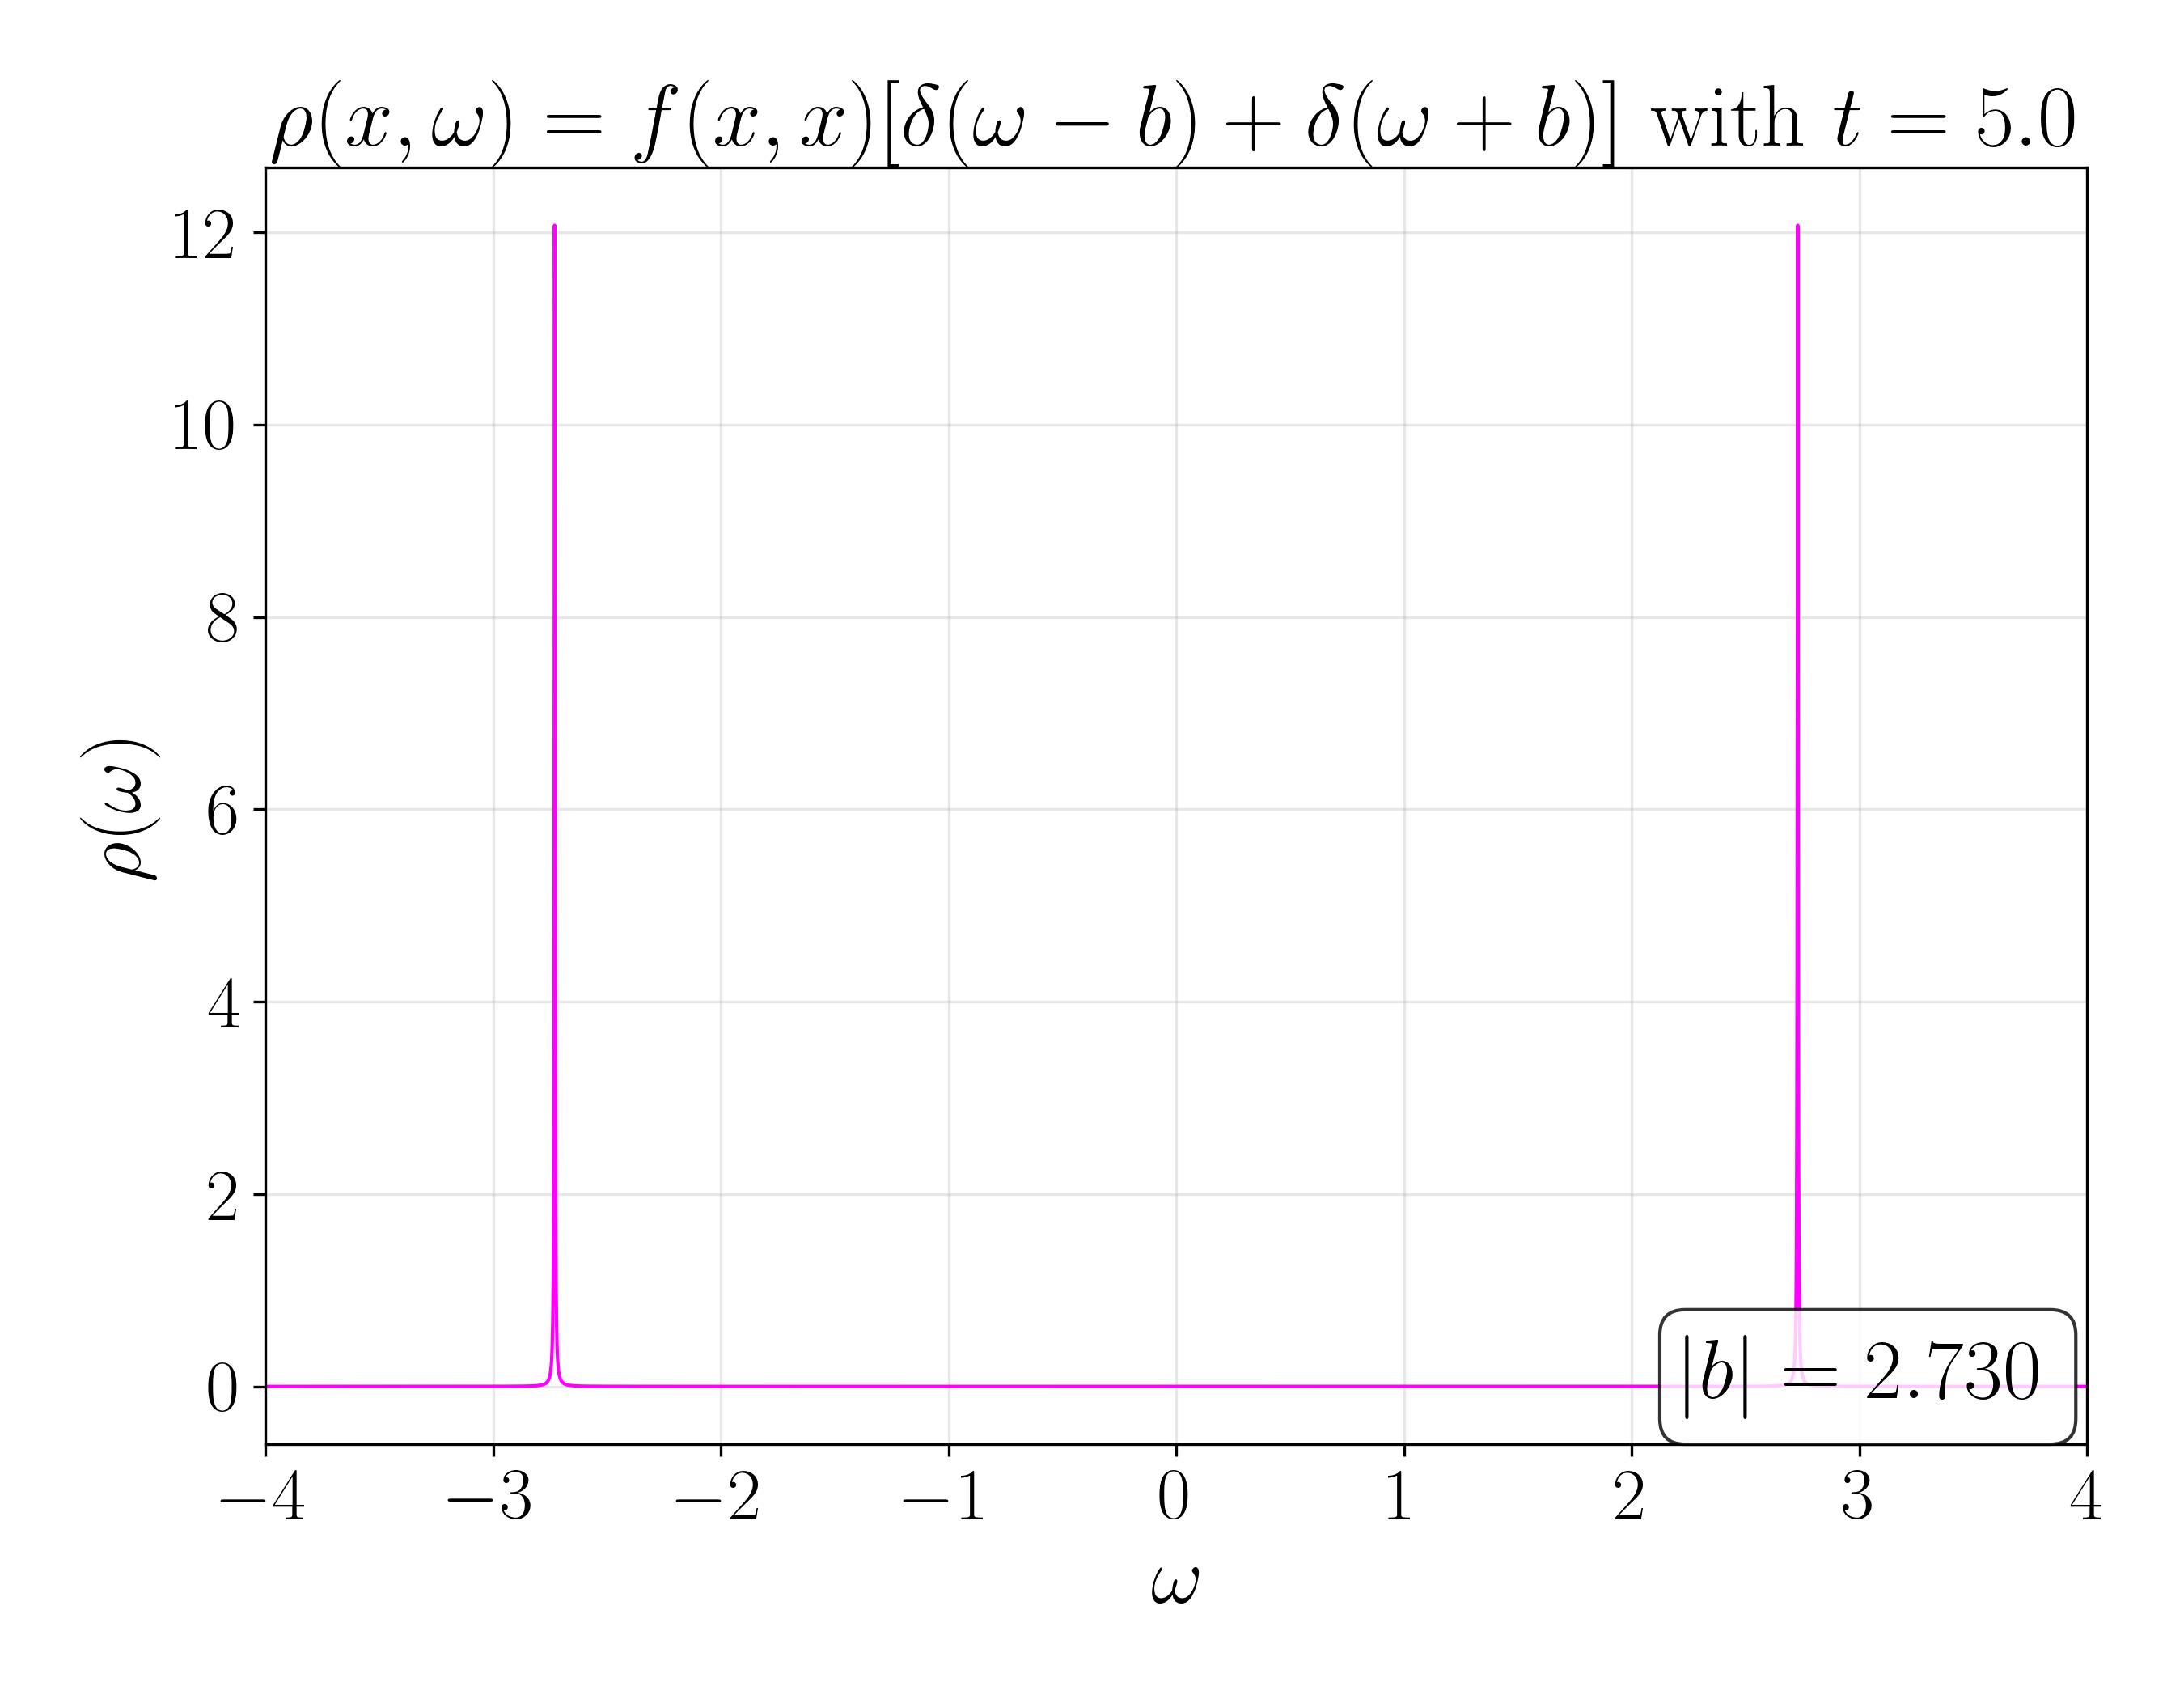 ρ(x, ω) = f(x, x)[δ(ω − b) + δ(ω + b)] with t = 5.0
12
10
8
6
4
2
0
ρ(ω)
|b| = 2.730
−4 −3 −2 −1 0 1 2 3 4
ω